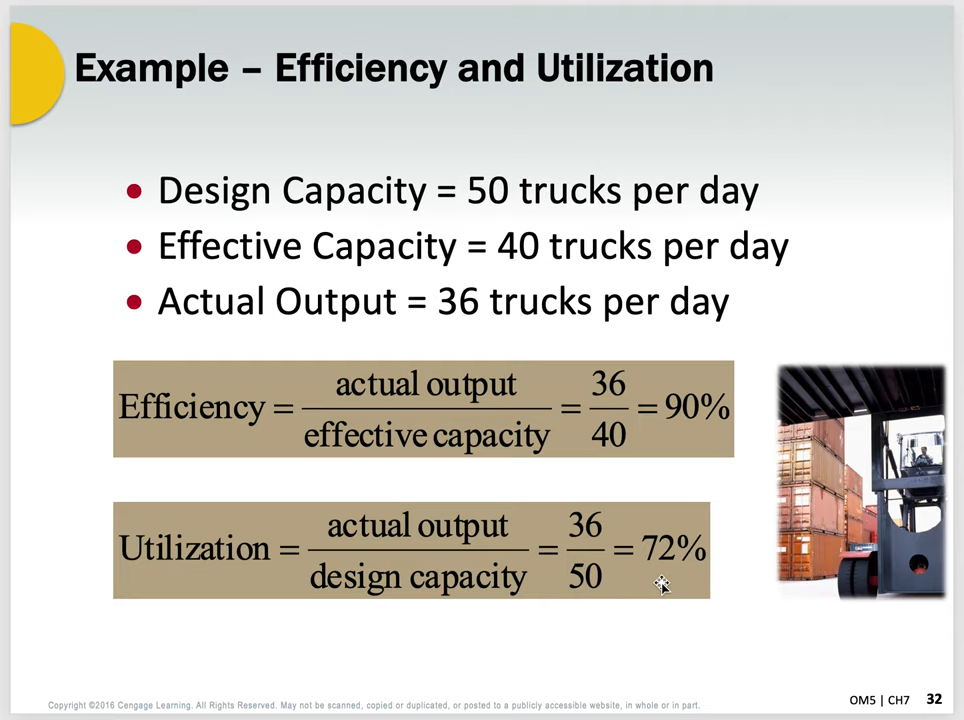 Example – Efficiency and Utilization
• Design Capacity = 50 trucks per day
• Effective Capacity = 40 trucks per day
• Actual Output = 36 trucks per day
Efficiency = actual output / effective capacity = 36 / 40 = 90%
Utilization = actual output / design capacity = 36 / 50 = 72%
Copyright ©2016 Cengage Learning. All Rights Reserved. May not be scanned, copied or duplicated, or posted to a publicly accessible website, in whole or in part.
OM5 | CH7 32